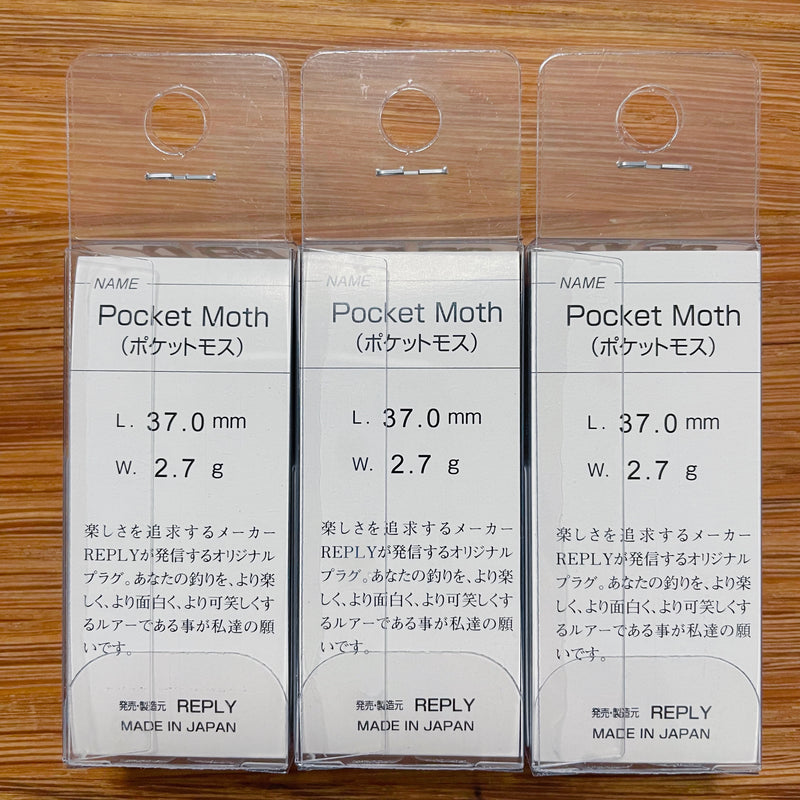 NAME
Pocket Moth
(ポケットモス)
L. 37.0 mm
W. 2.7 g
楽しさを追求するメーカー
REPLYが発信するオリジナル
プラグ。あなたの釣りを、より楽
しく、より面白く、より可笑しくす
るルアーである事が私達の願
いです。
発売・製造元 REPLY
MADE IN JAPAN
NAME
Pocket Moth
(ポケットモス)
L. 37.0 mm
W. 2.7 g
楽しさを追求するメーカー
REPLYが発信するオリジナル
プラグ。あなたの釣りを、より楽
しく、より面白く、より可笑しくす
るルアーである事が私達の願
いです。
発売・製造元 REPLY
MADE IN JAPAN
NAME
Pocket Moth
(ポケットモス)
L. 37.0 mm
W. 2.7 g
楽しさを追求するメーカー
REPLYが発信するオリジナル
プラグ。あなたの釣りを、より楽
しく、より面白く、より可笑しくす
るルアーである事が私達の願
いです。
発売・製造元 REPLY
MADE IN JAPAN